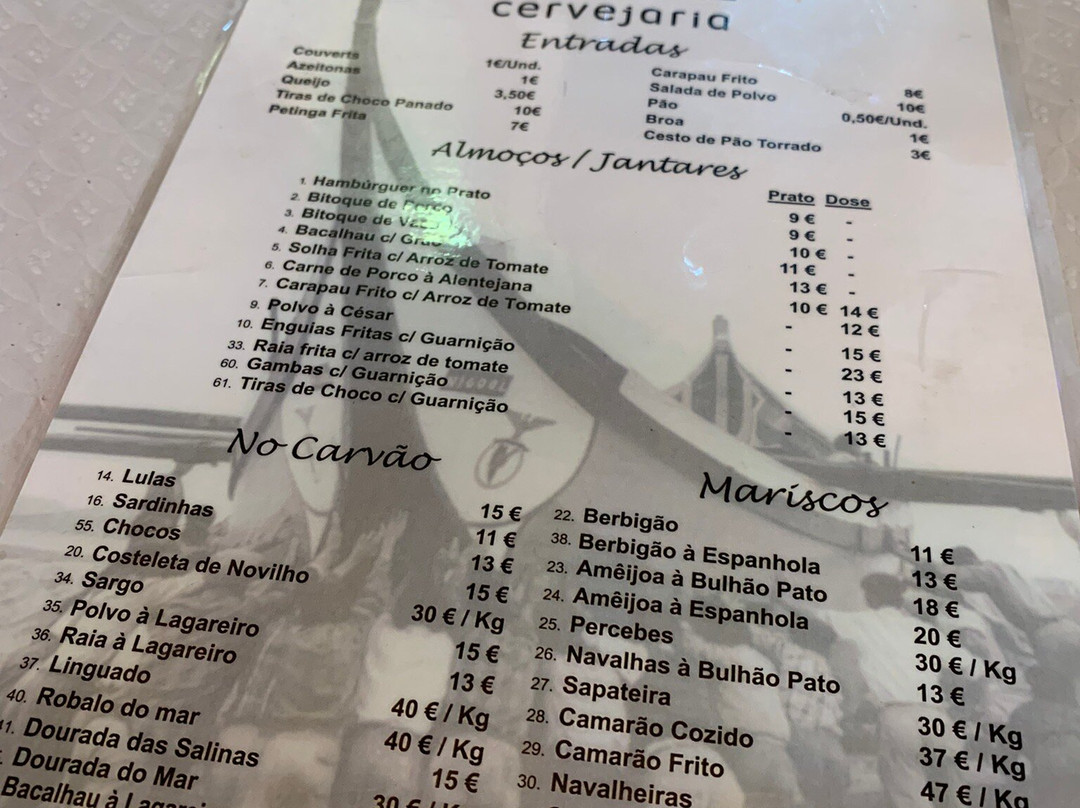 cervejaria
Entradas
Couverts 1€/Und.
Azeitonas 1€
Queijo 3,50€
Tiras de Choco Panado 10€
Petinga Frita 7€
Carapau Frito 8€
Salada de Polvo 10€
Pão 0,50€/Und.
Broa 1€
Cesto de Pão Torrado 3€
Almoços / Jantares
Prato Dose
1. Hambúrguer no Prato 9 € -
2. Bitoque de Porco 9 € -
3. Bitoque de 10 € -
4. Bacalhau c/ 11 € -
5. Solha Frita c/ Arroz de Tomate 13 € -
6. Carne de Porco à Alentejana 10 € 14 €
7. Carapau Frito c/ Arroz de Tomate - 12 €
9. Polvo à César - 15 €
10. Enguias Fritas c/ Guarnição - 23 €
33. Raia frita c/ arroz de tomate - 13 €
60. Gambas c/ Guarnição - 15 €
61. Tiras de Choco c/ Guarnição - 13 €
No Carvão
14. Lulas 15 €
16. Sardinhas 11 €
55. Chocos 13 €
20. Costeleta de Novilho 15 €
34. Sargo 30 € / Kg
35. Polvo à Lagareiro 15 €
36. Raia à Lagareiro 13 €
37. Linguado 40 € / Kg
40. Robalo do mar 40 € / Kg
Dourada das Salinas 15 €
Dourada do Mar 30 €
Bacalhau à
Mariscos
22. Berbigão 11 €
38. Berbigão à Espanhola 13 €
23. Amêijoa à Bulhão Pato 18 €
24. Amêijoa à Espanhola 20 €
25. Percebes 30 € / Kg
26. Navalhas à Bulhão Pato 13 €
27. Sapateira 30 € / Kg
28. Camarão Cozido 37 € / Kg
29. Camarão Frito 47 € / Kg
30. Navalheiras